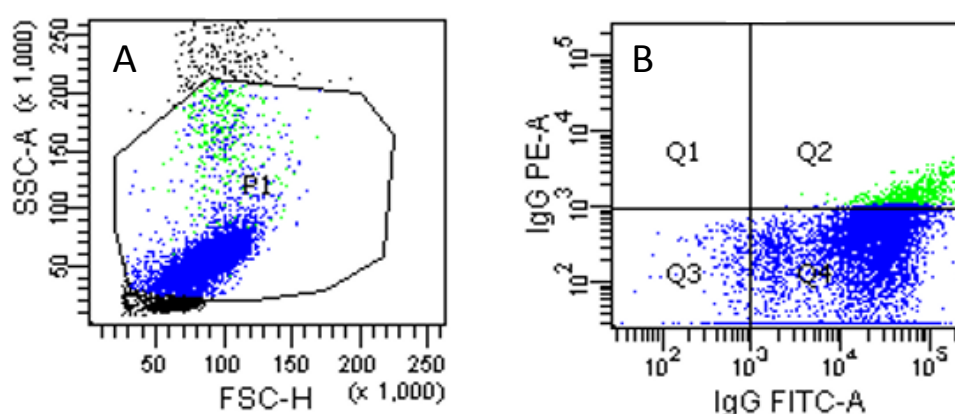 A
SSC-A (x 1,000)
250
200
150
100
50
P1
50 100 150 200 250
FSC-H (x 1,000)
B
IgG PE-A
10^5
10^4
10^3
10^2
Q1 Q2
Q3 Q4
10^2 10^3 10^4 10^5
IgG FITC-A